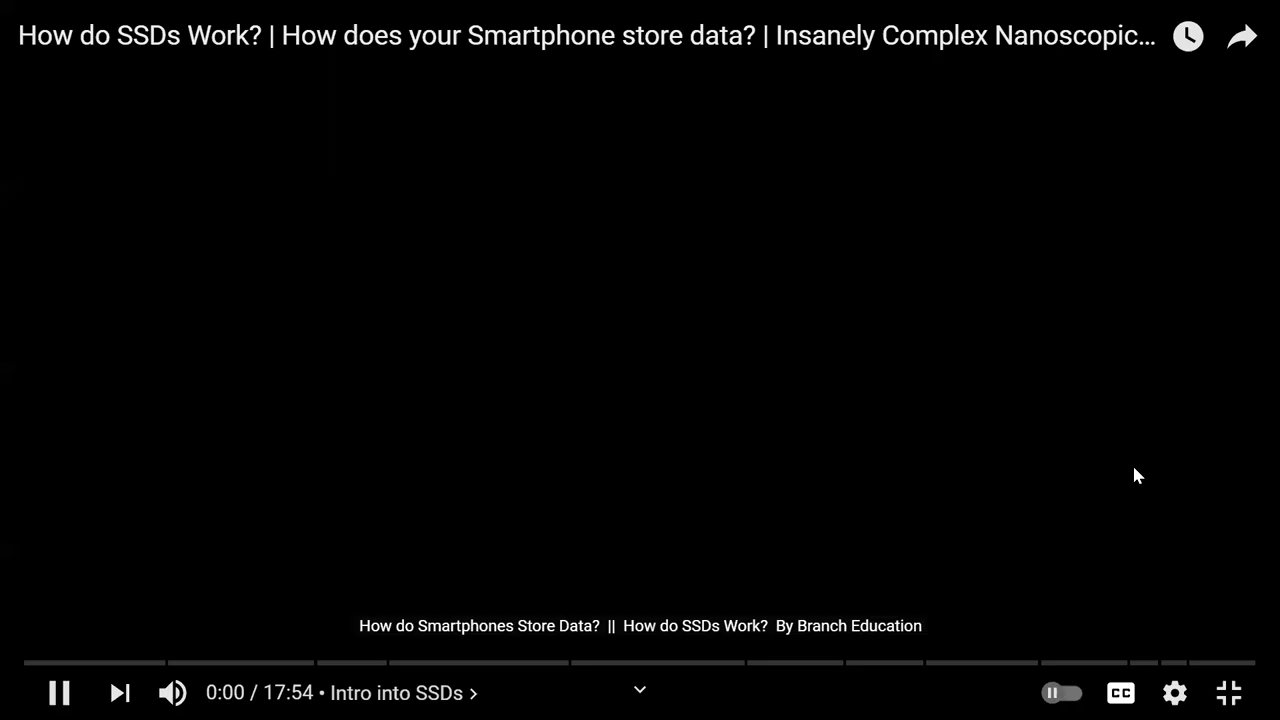 How do SSDs Work? | How does your Smartphone store data? | Insanely Complex Nanoscopic...
How do Smartphones Store Data? || How do SSDs Work? By Branch Education
0:00 / 17:54 • Intro into SSDs >
CC